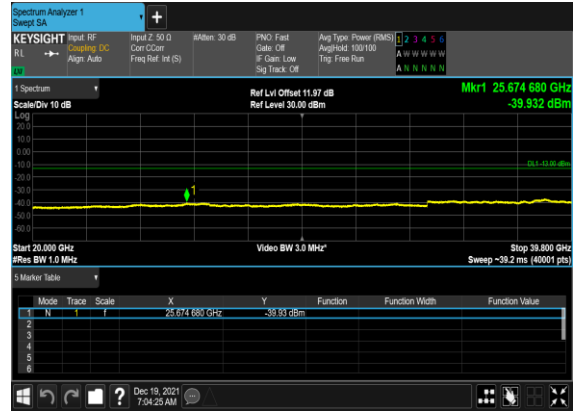 Spectrum Analyzer 1
Swept SA
+
KEYSIGHT Input: RF Input Z: 50 Ω #Atten: 30 dB PNO: Fast Avg Type: Power (RMS) 1 2 3 4 5 6
RL Coupling: DC Corr CCorr Gate: Off Avg|Hold: 100/100 A W W W W W
Align: Auto Freq Ref: Int (S) IF Gain: Low Trig: Free Run
Sig Track: Off A N N N N N
1 Spectrum Ref Lvl Offset 11.97 dB Mkr1 25.674 680 GHz
Scale/Div 10 dB Ref Level 30.00 dBm -39.932 dBm
Log
20.0
10.0
0.00
-10.0
DL1 -13.00 dBm
-20.0
-30.0
1
-40.0
-50.0
-60.0
Start 20.000 GHz Video BW 3.0 MHz* Stop 39.800 GHz
#Res BW 1.0 MHz Sweep ~39.2 ms (40001 pts)
5 Marker Table
Mode Trace Scale X Y Function Function Width Function Value
1 N 1 f 25.674 680 GHz -39.93 dBm
2
3
4
5
6
? Dec 19, 2021
7:04:25 AM